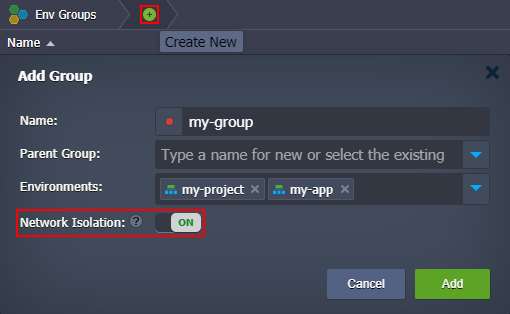 Env Groups
Name
Create New
Add Group
Name: my-group
Parent Group: Type a name for new or select the existing
Environments: my-project my-app
Network Isolation: ? ON
Cancel Add